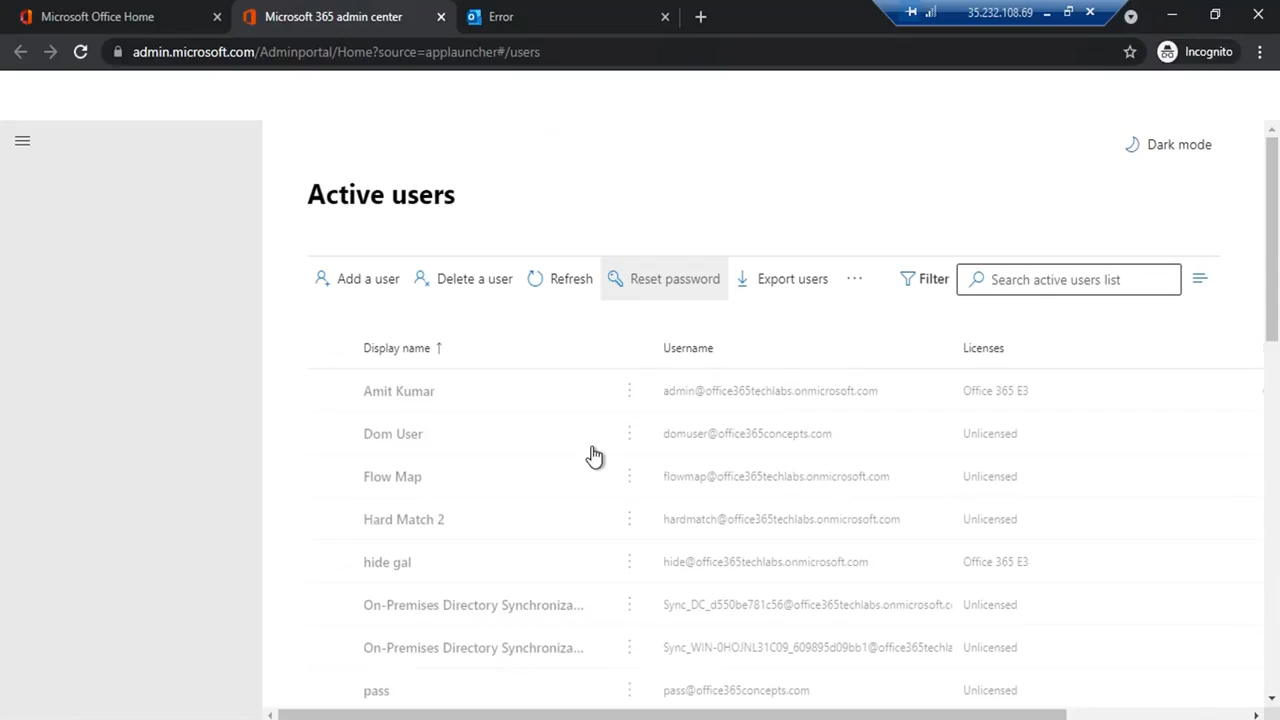 Microsoft Office Home
Microsoft 365 admin center
Error
35.232.108.69
admin.microsoft.com/Adminportal/Home?source=applauncher#/users
Incognito
Dark mode
Active users
Add a user Delete a user Refresh Reset password Export users ··· Filter Search active users list
Display name ↑ Username Licenses
Amit Kumar admin@office365techlabs.onmicrosoft.com Office 365 E3
Dom User domuser@office365concepts.com Unlicensed
Flow Map flowmap@office365techlabs.onmicrosoft.com Unlicensed
Hard Match 2 hardmatch@office365techlabs.onmicrosoft.com Unlicensed
hide gal hide@office365techlabs.onmicrosoft.com Office 365 E3
On-Premises Directory Synchroniza... Sync_DC_d550be781c56@office365techlabs.onmicrosoft.c Unlicensed
On-Premises Directory Synchroniza... Sync_WIN-0HOJNL31C09_609895d09bb1@office365techla Unlicensed
pass pass@office365concepts.com Unlicensed